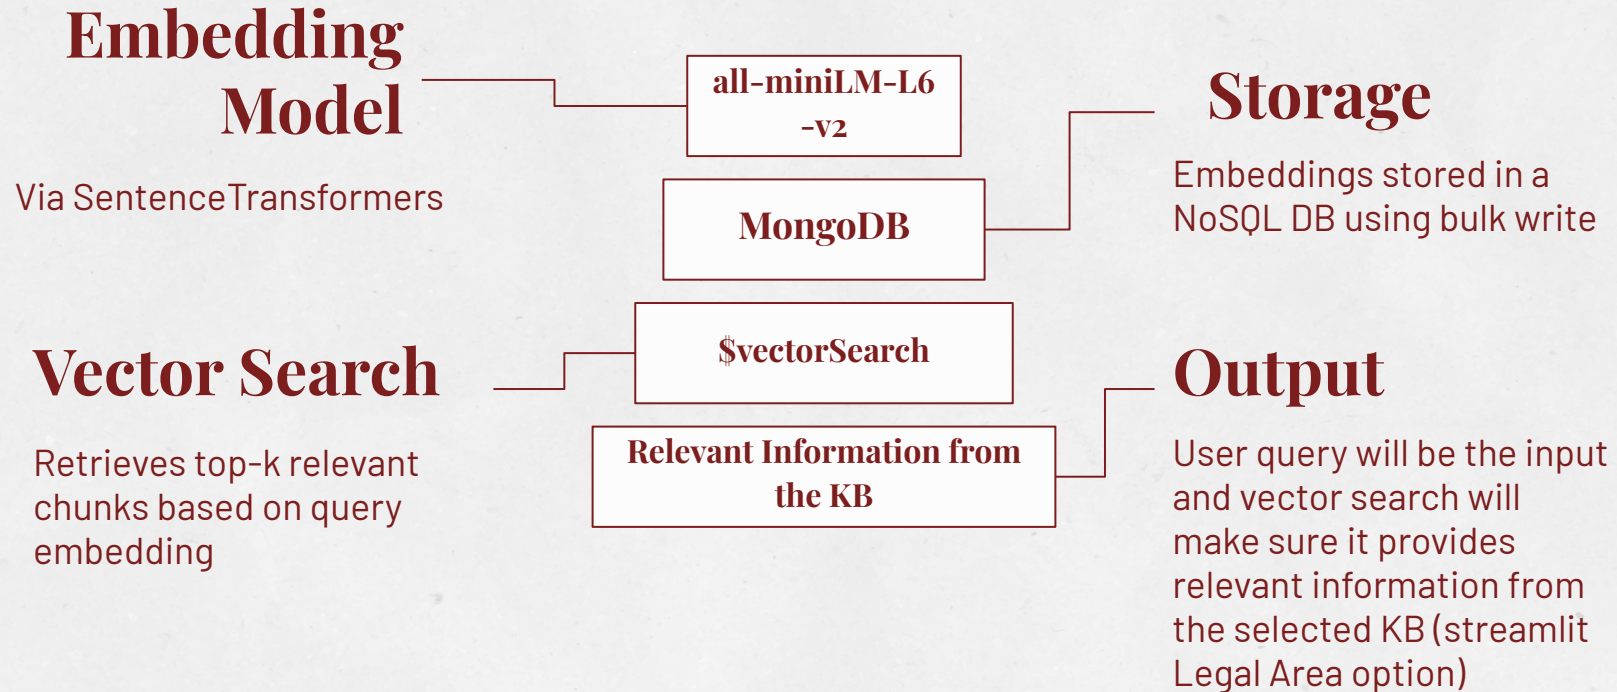 Embedding
Model
Via SentenceTransformers
all-miniLM-L6
-v2
Storage
Embeddings stored in a
NoSQL DB using bulk write
MongoDB
Vector Search
Retrieves top-k relevant
chunks based on query
embedding
$vectorSearch
Relevant Information from
the KB
Output
User query will be the input
and vector search will
make sure it provides
relevant information from
the selected KB (streamlit
Legal Area option)